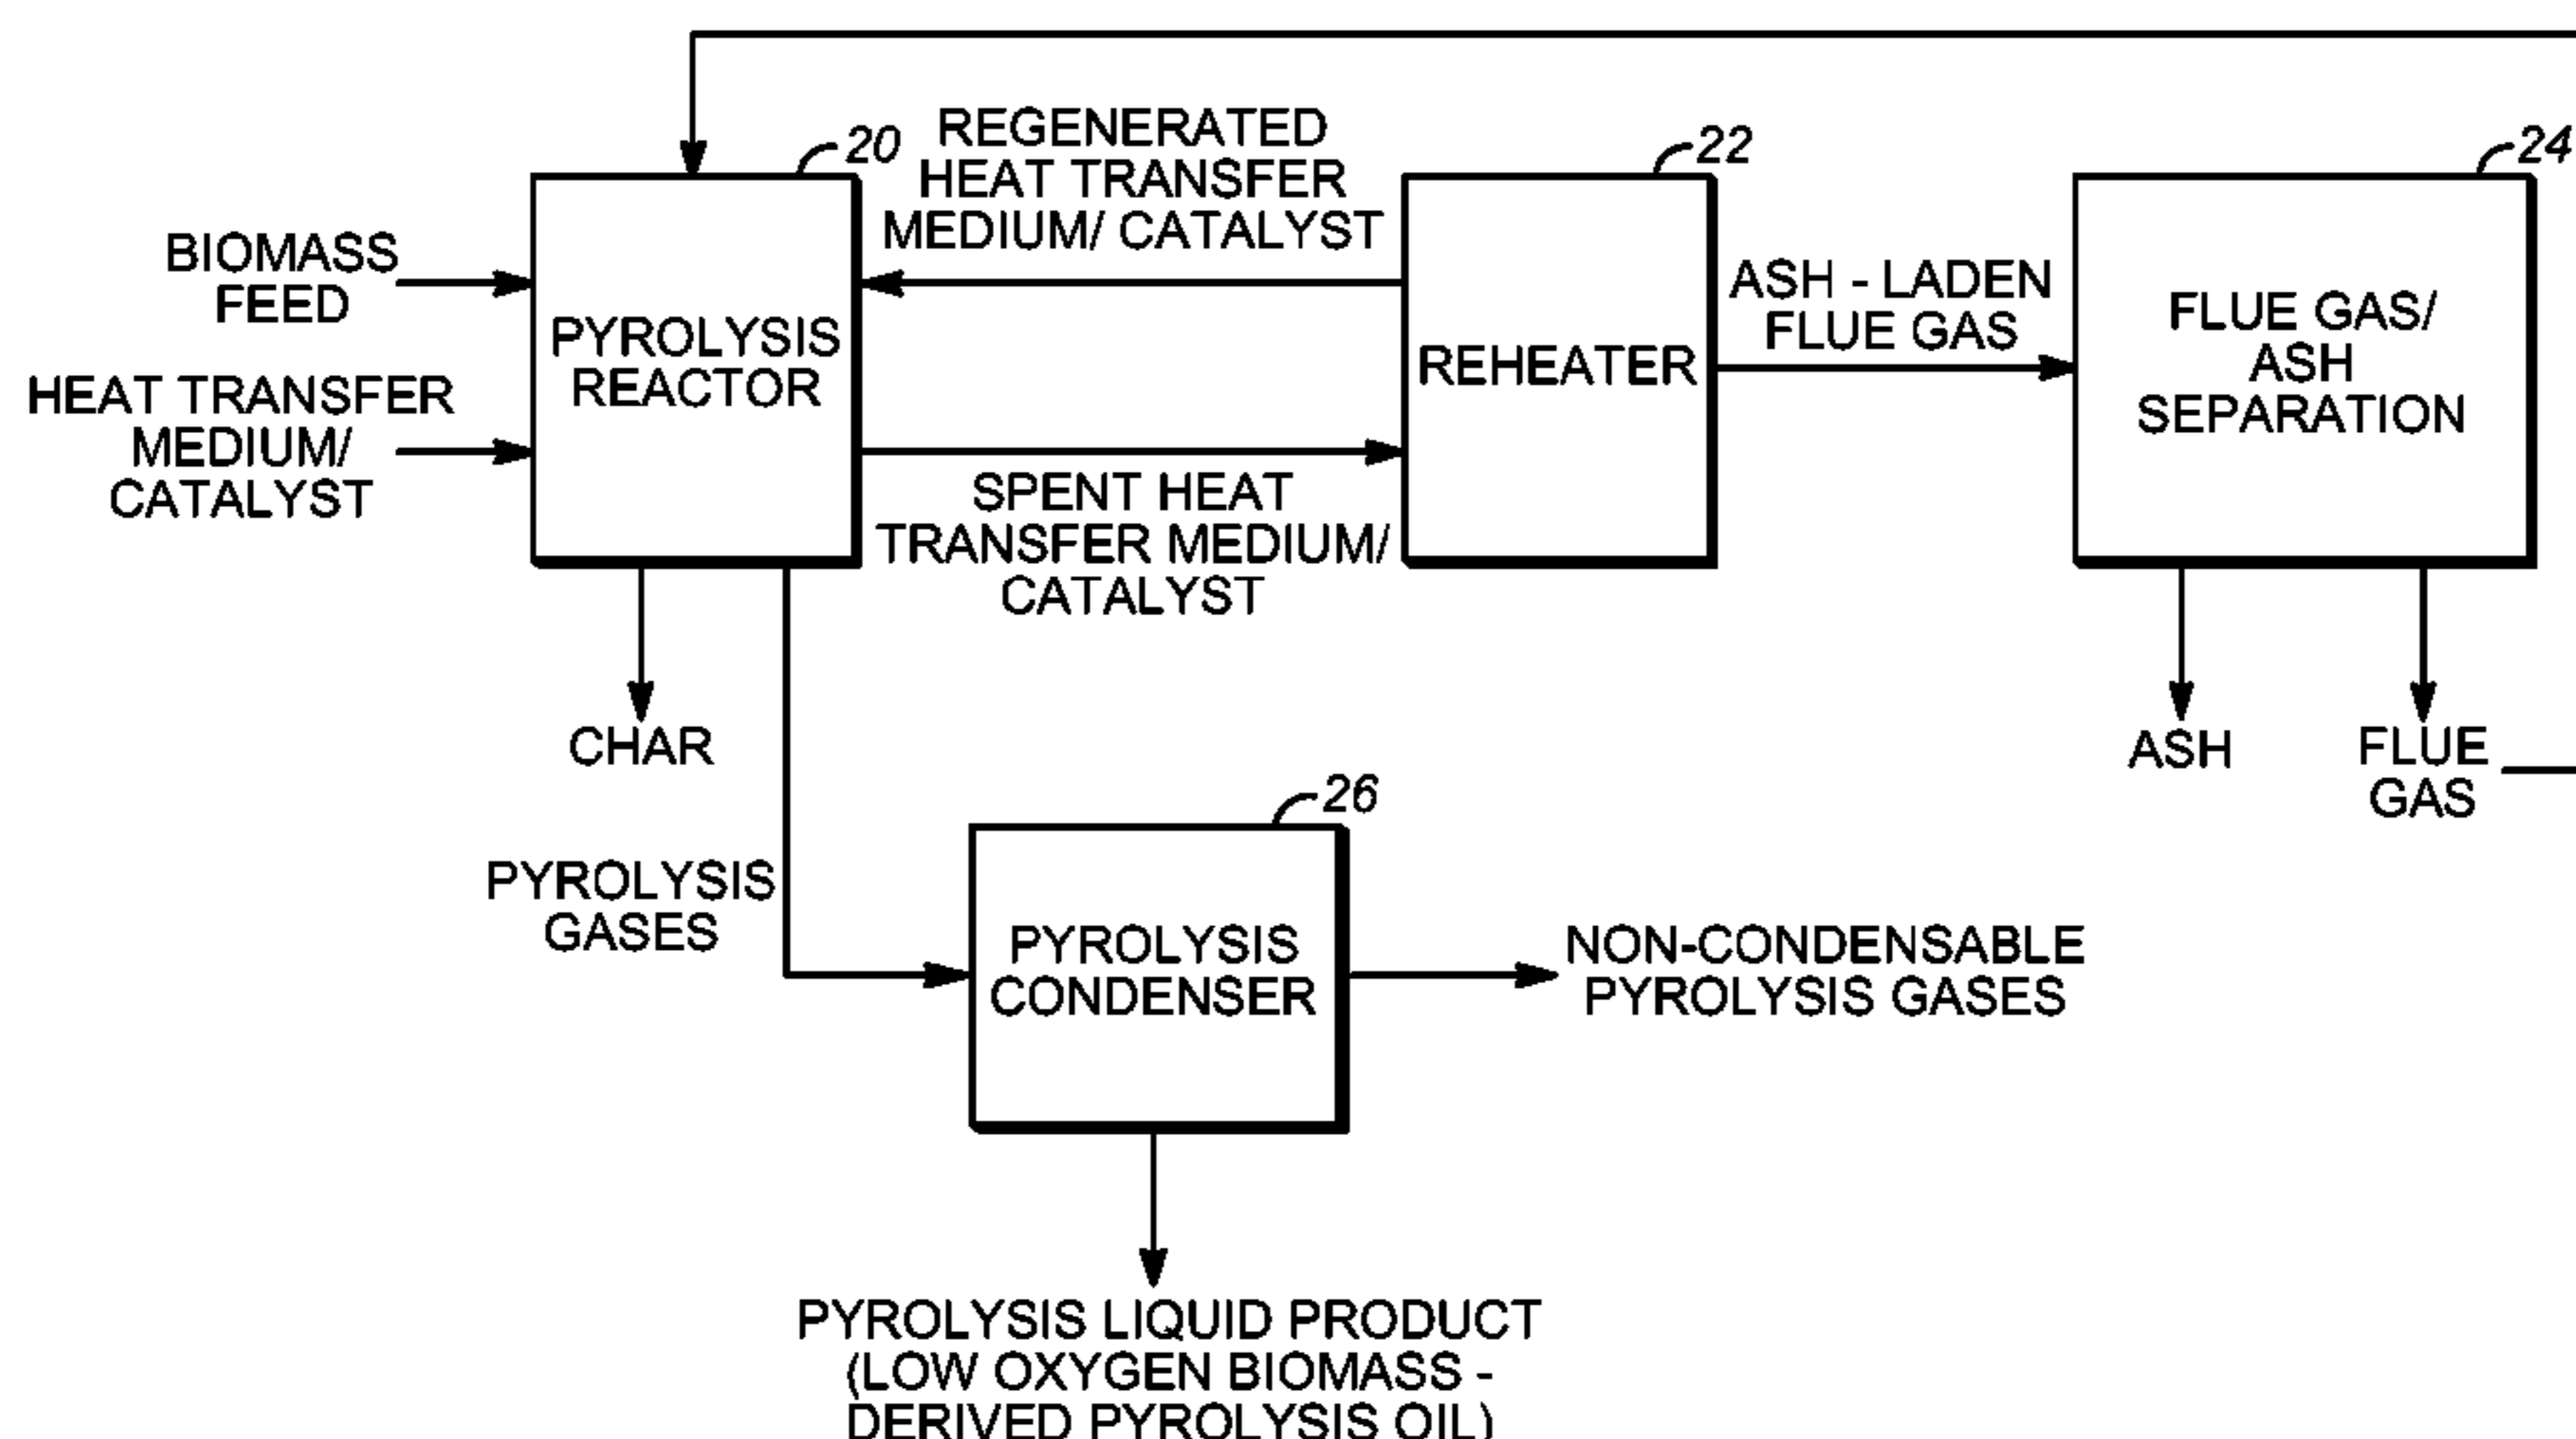 20
REGENERATED
HEAT TRANSFER
MEDIUM/ CATALYST
22
24
BIOMASS
FEED
HEAT TRANSFER
MEDIUM/
CATALYST
PYROLYSIS
REACTOR
REHEATER
ASH - LADEN
FLUE GAS
FLUE GAS/
ASH
SEPARATION
SPENT HEAT
TRANSFER MEDIUM/
CATALYST
CHAR
ASH
FLUE
GAS
26
PYROLYSIS
GASES
PYROLYSIS
CONDENSER
NON-CONDENSABLE
PYROLYSIS GASES
PYROLYSIS LIQUID PRODUCT
(LOW OXYGEN BIOMASS -
DERIVED PYROLYSIS OIL)